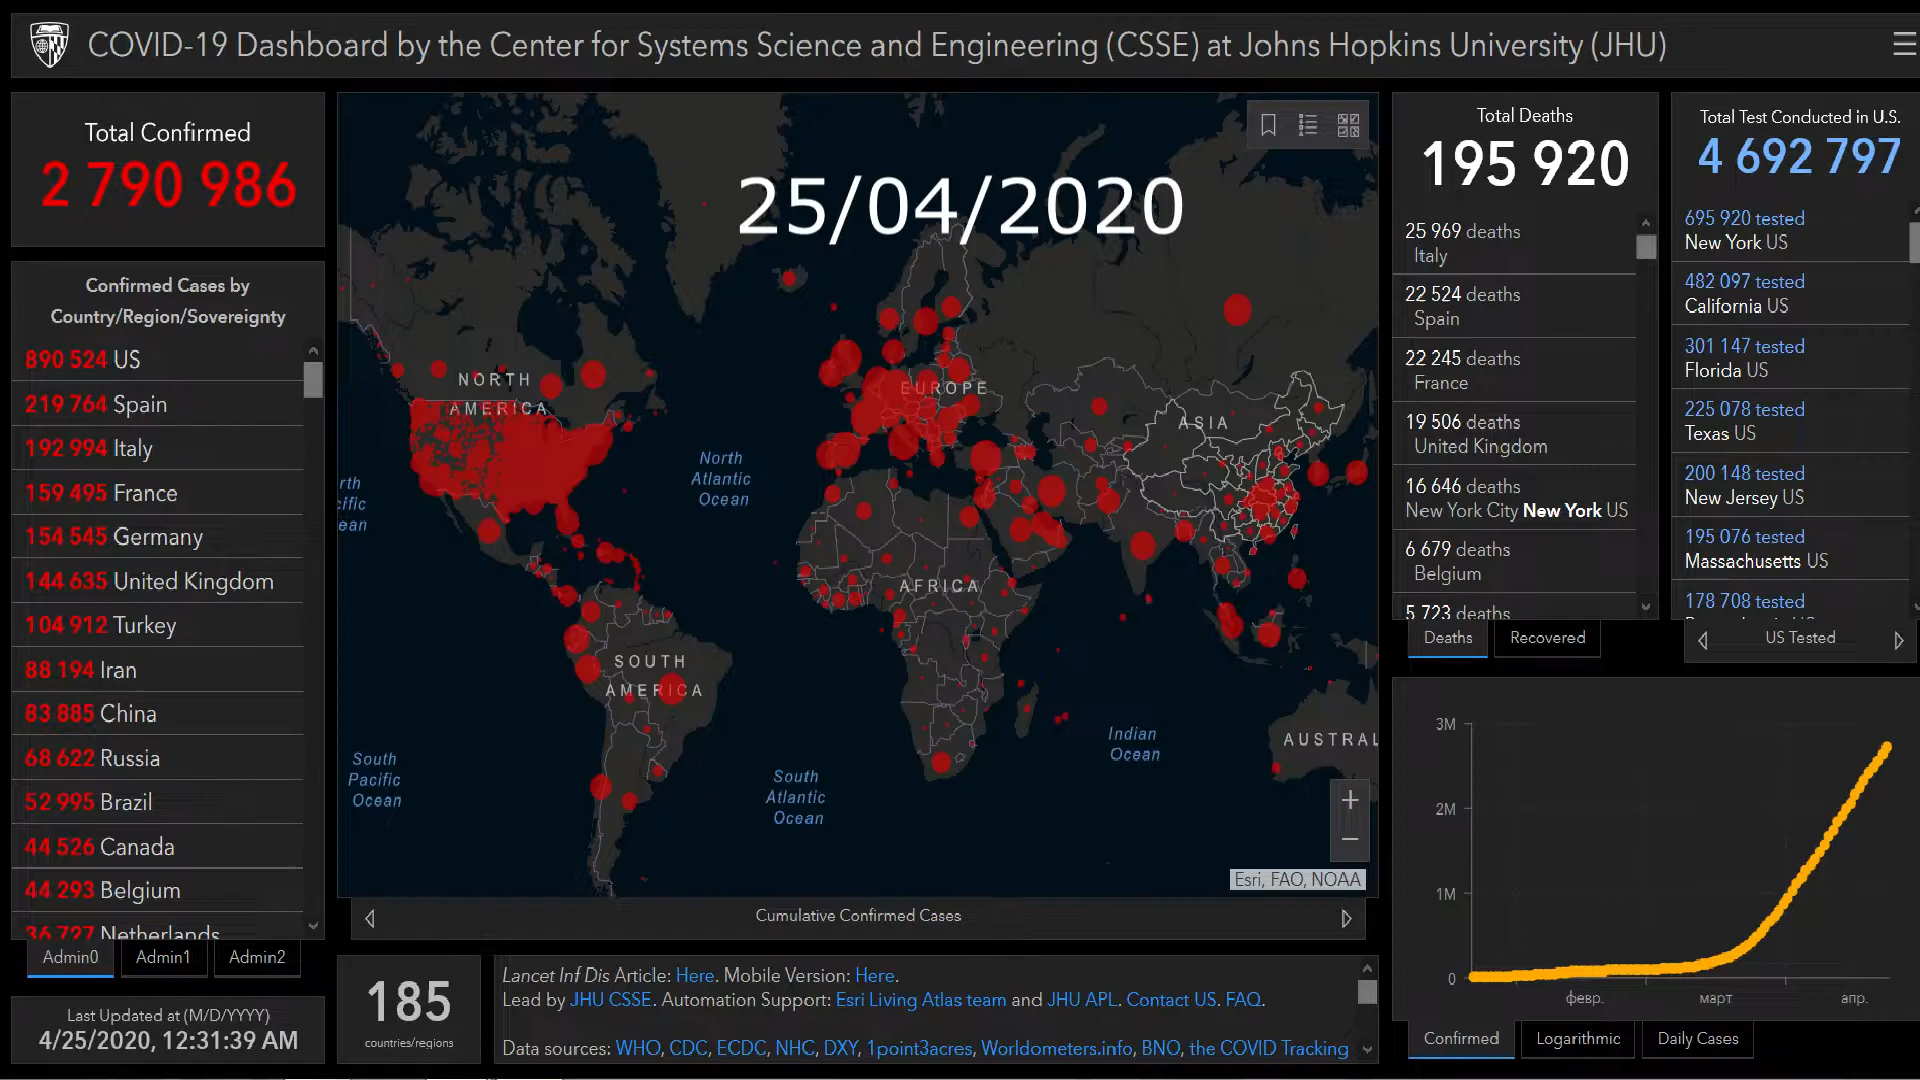 COVID-19 Dashboard by the Center for Systems Science and Engineering (CSSE) at Johns Hopkins University (JHU)
Total Confirmed
2 790 986
Confirmed Cases by
Country/Region/Sovereignty
890 524 US
219 764 Spain
192 994 Italy
159 495 France
154 545 Germany
144 635 United Kingdom
104 912 Turkey
88 194 Iran
83 885 China
68 622 Russia
52 995 Brazil
44 526 Canada
44 293 Belgium
36 727 Netherlands
Admin0
Admin1
Admin2
Last Updated at (M/D/YYYY)
4/25/2020, 12:31:39 AM
25/04/2020
NORTH
AMERICA
EUROPE
ASIA
North
Atlantic
Ocean
rth
cific
ean
AFRICA
SOUTH
AMERICA
Indian
Ocean
AUSTRAL
South
Pacific
Ocean
South
Atlantic
Ocean
Esri, FAO, NOAA
Cumulative Confirmed Cases
185
countries/regions
Lancet Inf Dis Article: Here. Mobile Version: Here.
Lead by JHU CSSE. Automation Support: Esri Living Atlas team and JHU APL. Contact US. FAQ.
Data sources: WHO, CDC, ECDC, NHC, DXY, 1point3acres, Worldometers.info, BNO, the COVID Tracking
Total Deaths
195 920
25 969 deaths
Italy
22 524 deaths
Spain
22 245 deaths
France
19 506 deaths
United Kingdom
16 646 deaths
New York City New York US
6 679 deaths
Belgium
5 723 deaths
Deaths
Recovered
Total Test Conducted in U.S.
4 692 797
695 920 tested
New York US
482 097 tested
California US
301 147 tested
Florida US
225 078 tested
Texas US
200 148 tested
New Jersey US
195 076 tested
Massachusetts US
178 708 tested
US Tested
3M
2M
1M
0
февр.
март
апр.
Confirmed
Logarithmic
Daily Cases